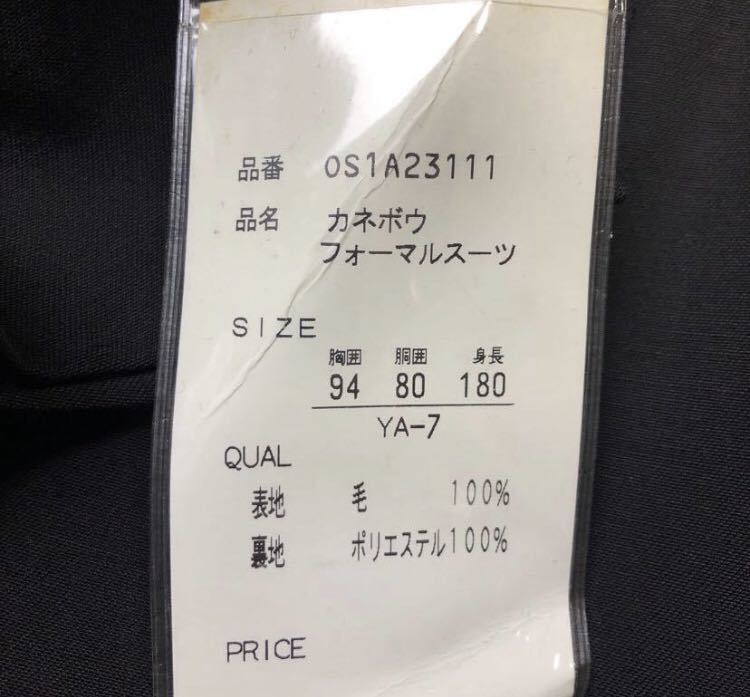 品番 OS1A23111
品名 カネボウ
フォーマルスーツ
SIZE
胸囲 胴囲 身長
94 80 180
YA-7
QUAL
表地 毛 100%
裏地 ポリエステル100%
PRICE